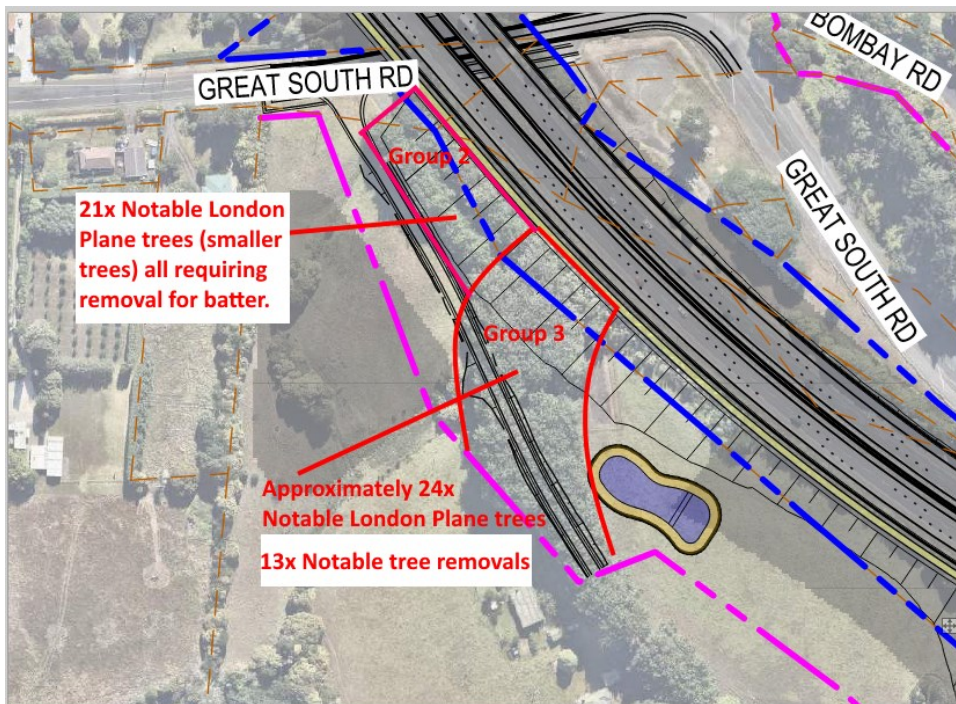 BOMBAY RD
GREAT SOUTH RD
Group 2
GREAT SOUTH RD
21x Notable London
Plane trees (smaller
trees) all requiring
removal for batter.
Group 3
Approximately 24x
Notable London Plane trees
13x Notable tree removals